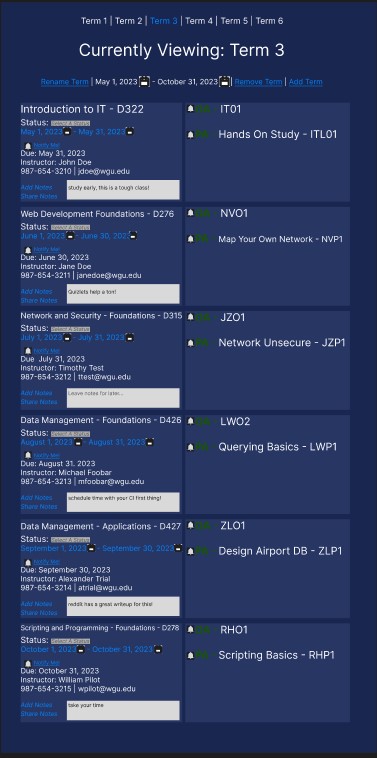 Term 1 | Term 2 | Term 3 | Term 4 | Term 5 | Term 6
Currently Viewing: Term 3
Rename Term | May 1, 2023 - October 31, 2023 | Remove Term | Add Term
Introduction to IT - D322
Status: Select A Status
May 1, 2023 - May 31, 2023
Notify Me!
Due: May 31, 2023
Instructor: John Doe
987-654-3210 | jdoe@wgu.edu
Add Notes
Share Notes
study early, this is a tough class!
IT01
Hands On Study - ITL01
Web Development Foundations - D276
Status: Select A Status
June 1, 2023 - June 30, 2023
Notify Me!
Due: June 30, 2023
Instructor: Jane Doe
987-654-3211 | janedoe@wgu.edu
Add Notes
Share Notes
Quizlets help a ton!
NVO1
Map Your Own Network - NVP1
Network and Security - Foundations - D315
Status: Select A Status
July 1, 2023 - July 31, 2023
Notify Me!
Due July 31, 2023
Instructor: Timothy Test
987-654-3212 | ttest@wgu.edu
Add Notes
Share Notes
Leave notes for later...
JZO1
Network Unsecure - JZP1
Data Management - Foundations - D426
Status: Select A Status
August 1, 2023 - August 31, 2023
Notify Me!
Due: August 31. 2023
Instructor: Michael Foobar
987-654-3213 | mfoobar@wgu.edu
Add Notes
Share Notes
schedule time with your CI first thing!
LWO2
Querying Basics - LWP1
Data Management - Applications - D427
Status: Select A Status
September 1, 2023 - September 30, 2023
Notify Me!
Due: September 30, 2023
Instructor: Alexander Trial
987-654-3214 | atrial@wgu.edu
Add Notes
Share Notes
reddit has a great writeup for this!
ZLO1
Design Airport DB - ZLP1
Scripting and Programming - Foundations - D278
Status: Select A Status
October 1, 2023 - October 31, 2023
Notify Me!
Due: October 31, 2023
Instructor: William Pilot
987-654-3215 | wpilot@wgu.edu
Add Notes
Share Notes
take your time
RHO1
Scripting Basics - RHP1